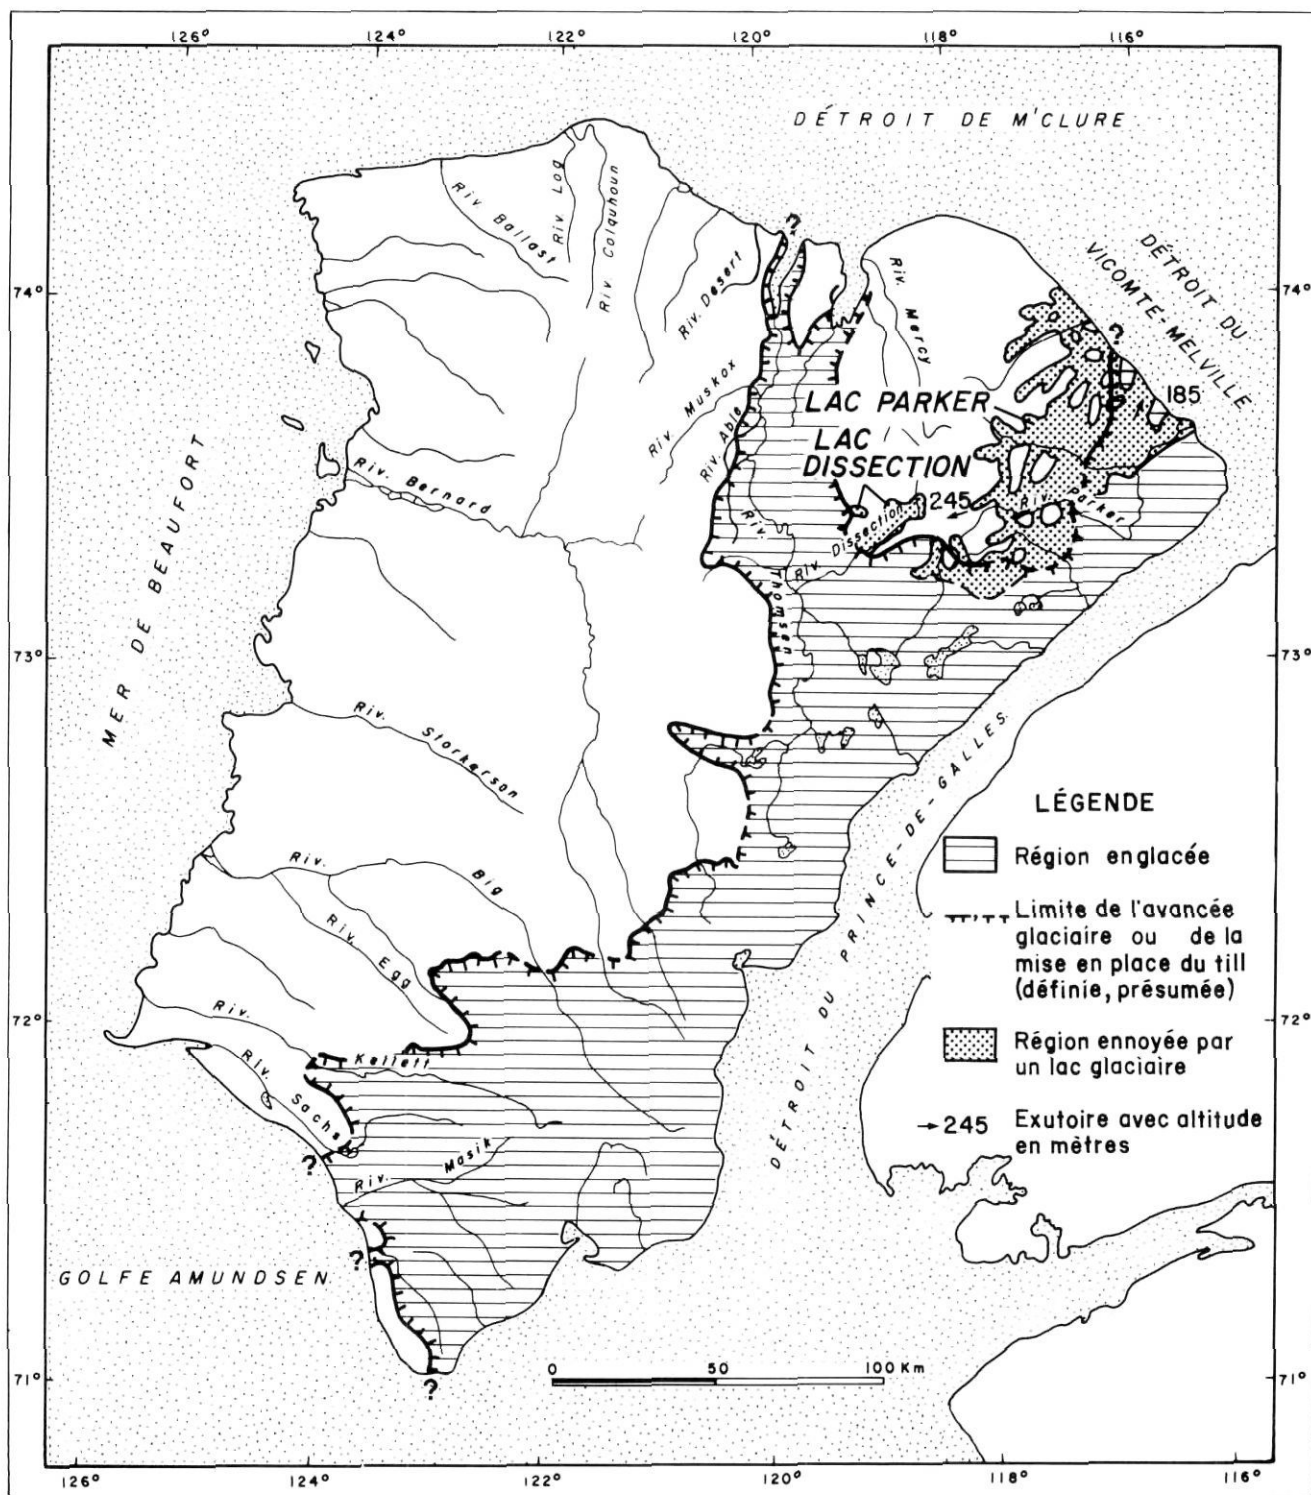 126° 124° 122° 120° 118° 116°
DÉTROIT DE M'CLURE
DÉTROIT DU
VICOMTE-MELVILLE
Riv. Ballast
Riv. Log
Riv. Colquhoun
Riv. Desert
Riv. Mercy
?
?
74° 74°
Riv. Muskox
Riv. Able
LAC PARKER
185
LAC
DISSECTION
245
Riv. Parker
Riv. Dissection
Riv. Thomsen
Riv. Bernard
MER DE BEAUFORT
73° 73°
Riv. Storkerson
Riv. Big
Riv. Egg
DÉTROIT DU PRINCE-DE-GALLES
LÉGENDE
Région englacée
Limite de l'avancée
glaciaire ou de la
mise en place du till
(définie, présumée)
Région ennoyée par
un lac glaciaire
245 Exutoire avec altitude
en mètres
72° 72°
Riv. Kellett
Riv. Sachs
?
Riv. Masik
?
GOLFE AMUNDSEN
0 50 100 Km
71° 71°
?
126° 124° 122° 120° 118° 116°